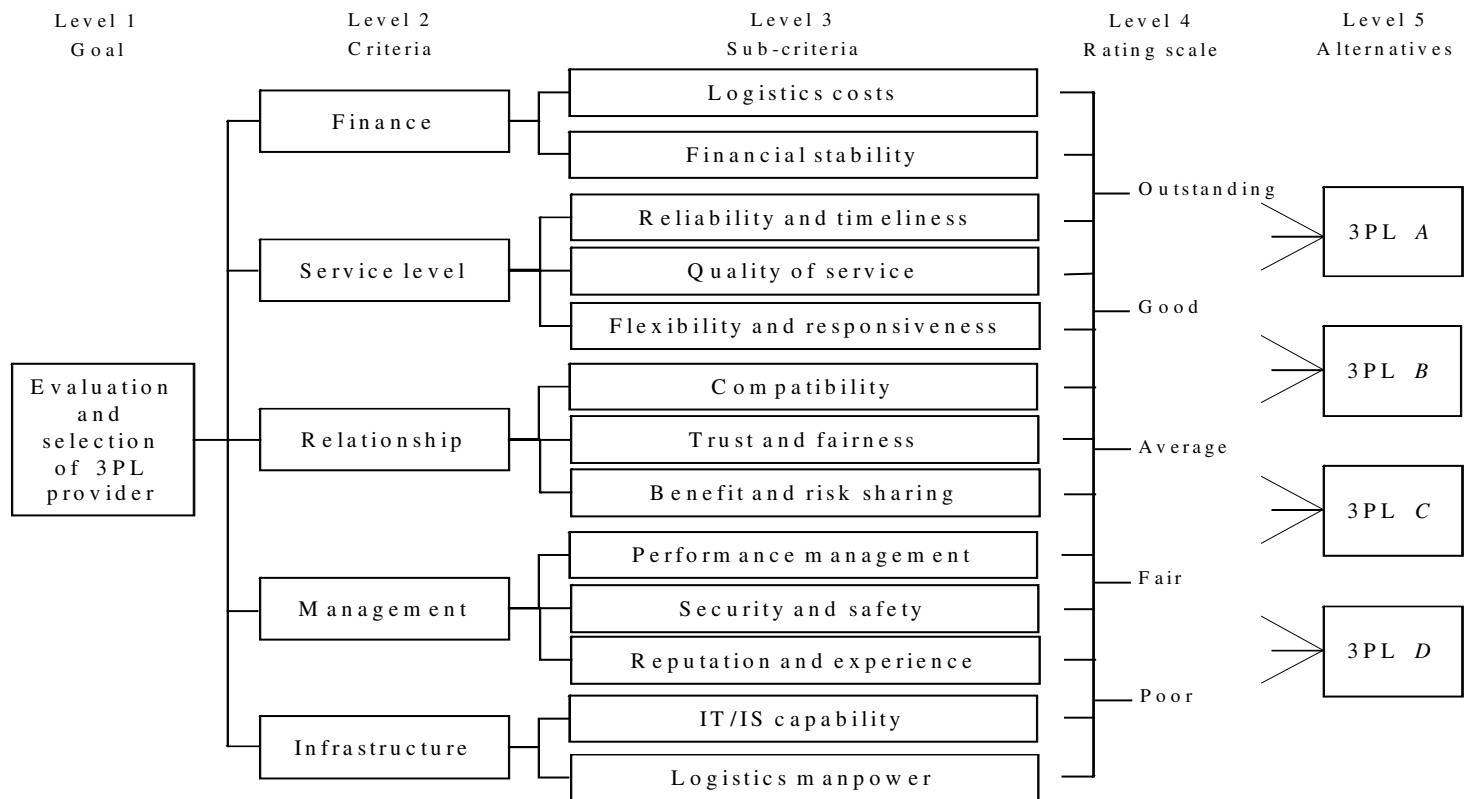 Level 1
Goal
Level 2
Criteria
Level 3
Sub-criteria
Level 4
Rating scale
Level 5
Alternatives
Evaluation
and
selection
of 3PL
provider
Finance
Service level
Relationship
Management
Infrastructure
Logistics costs
Financial stability
Reliability and timeliness
Quality of service
Flexibility and responsiveness
Compatibility
Trust and fairness
Benefit and risk sharing
Performance management
Security and safety
Reputation and experience
IT/IS capability
Logistics manpower
Outstanding
Good
Average
Fair
Poor
3PL A
3PL B
3PL C
3PL D